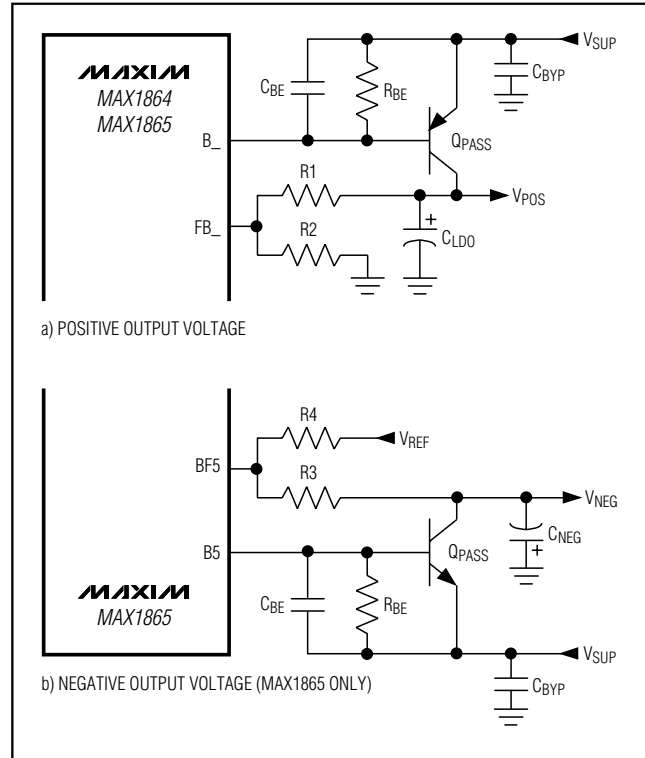 MAXIM
MAX1864
MAX1865
B_
FB_
C_BE
R_BE
Q_PASS
V_SUP
C_BYP
R1
R2
V_POS
+
C_LDO
a) POSITIVE OUTPUT VOLTAGE
R4
V_REF
BF5
R3
V_NEG
C_NEG
+
B5
Q_PASS
C_BE
R_BE
MAXIM
MAX1865
V_SUP
C_BYP
b) NEGATIVE OUTPUT VOLTAGE (MAX1865 ONLY)